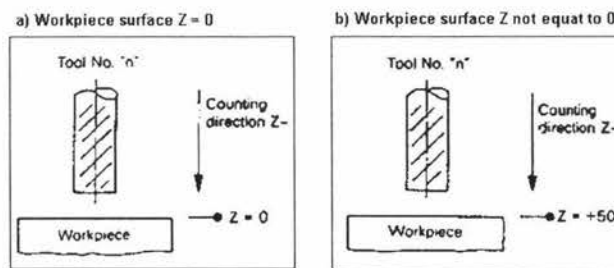 a) Workpiece surface Z = 0
Tool No. "n"
Counting
direction Z-
Z = 0
Workpiece
b) Workpiece surface Z not equat to 0
Tool No. "n"
Counting
direction Z-
Z = +50
Workpiece